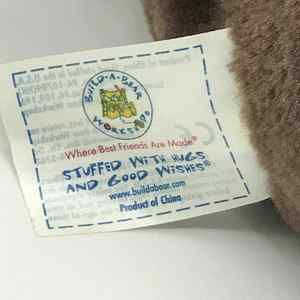 BUILD-A-BEAR
WORKSHOP®
Where Best Friends Are Made®
STUFFED WITH HUGS
AND GOOD WISHES®
www.buildabear.com
Product of China